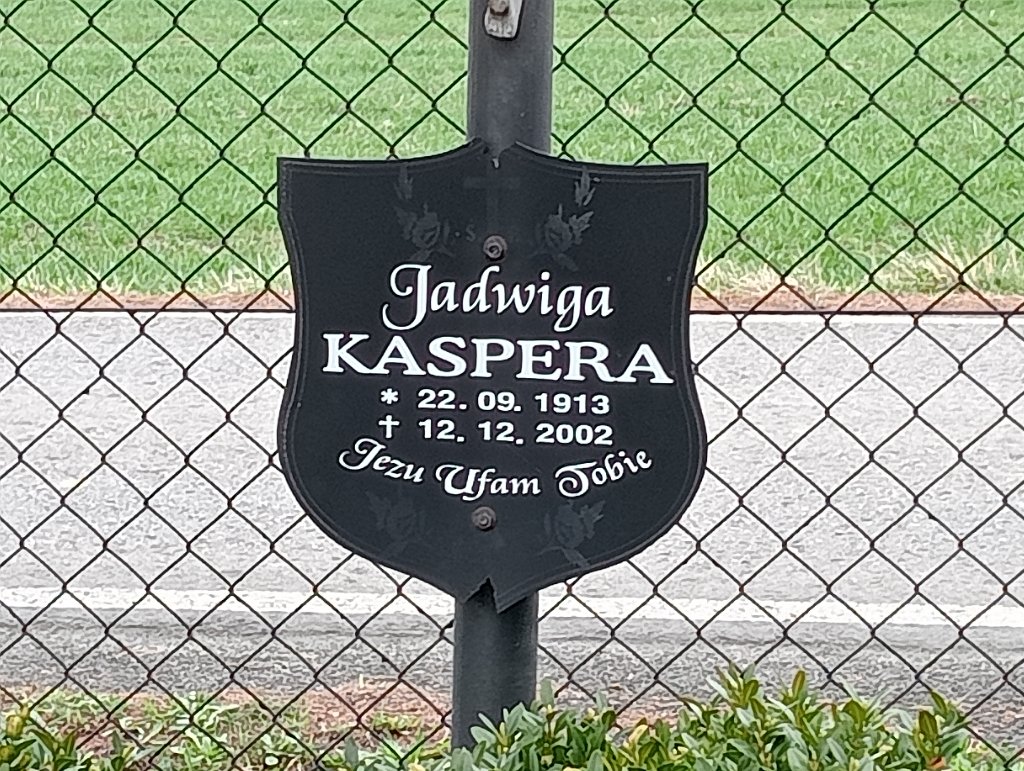 Jadwiga
KASPERA
* 22. 09. 1913
† 12. 12. 2002
Jezu Ufam Tobie